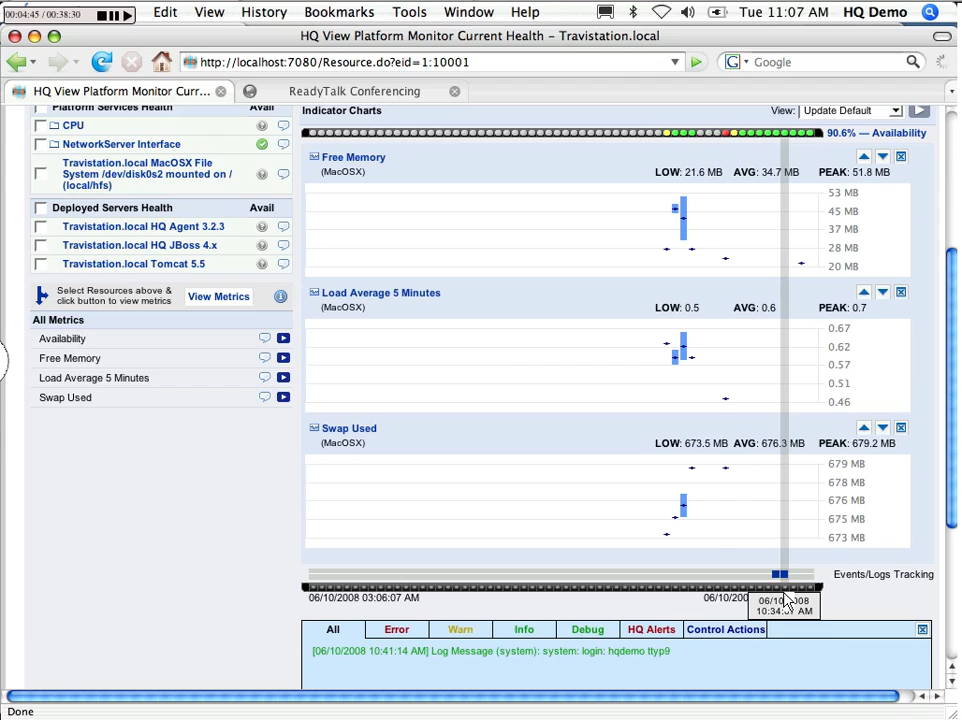 00:04:45 / 00:38:30
Edit View History Bookmarks Tools Window Help Tue 11:07 AM HQ Demo
HQ View Platform Monitor Current Health – Travistation.local
http://localhost:7080/Resource.do?eid=1:10001
G Google
HQ View Platform Monitor Curr...
ReadyTalk Conferencing
Platform Services Health Avail
CPU
NetworkServer Interface
Travistation.local MacOSX File
System /dev/disk0s2 mounted on /
(local/hfs)
Deployed Servers Health Avail
Travistation.local HQ Agent 3.2.3
Travistation.local HQ JBoss 4.x
Travistation.local Tomcat 5.5
Select Resources above &
click button to view metrics
View Metrics
All Metrics
Availability
Free Memory
Load Average 5 Minutes
Swap Used
Indicator Charts View: Update Default
90.6% — Availability
Free Memory
(MacOSX) LOW: 21.6 MB AVG: 34.7 MB PEAK: 51.8 MB
53 MB
45 MB
37 MB
28 MB
20 MB
Load Average 5 Minutes
(MacOSX) LOW: 0.5 AVG: 0.6 PEAK: 0.7
0.67
0.62
0.57
0.51
0.46
Swap Used
(MacOSX) LOW: 673.5 MB AVG: 676.3 MB PEAK: 679.2 MB
679 MB
678 MB
676 MB
675 MB
673 MB
Events/Logs Tracking
06/10/2008 03:06:07 AM 06/10/
AM
All Error Warn Info Debug HQ Alerts Control Actions
[06/10/2008 10:41:14 AM] Log Message (system): system: login: hqdemo ttyp9
Done